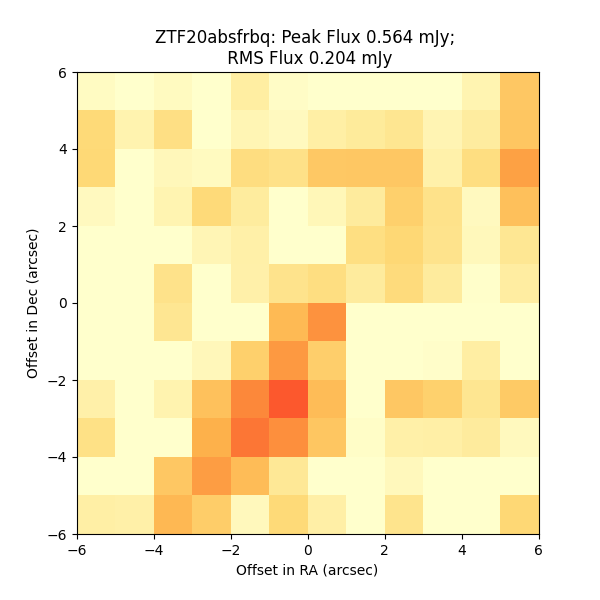 ZTF20absfrbq: Peak Flux 0.564 mJy;
RMS Flux 0.204 mJy
6
4
2
0
−2
−4
−6
Offset in Dec (arcsec)
−6 −4 −2 0 2 4 6
Offset in RA (arcsec)